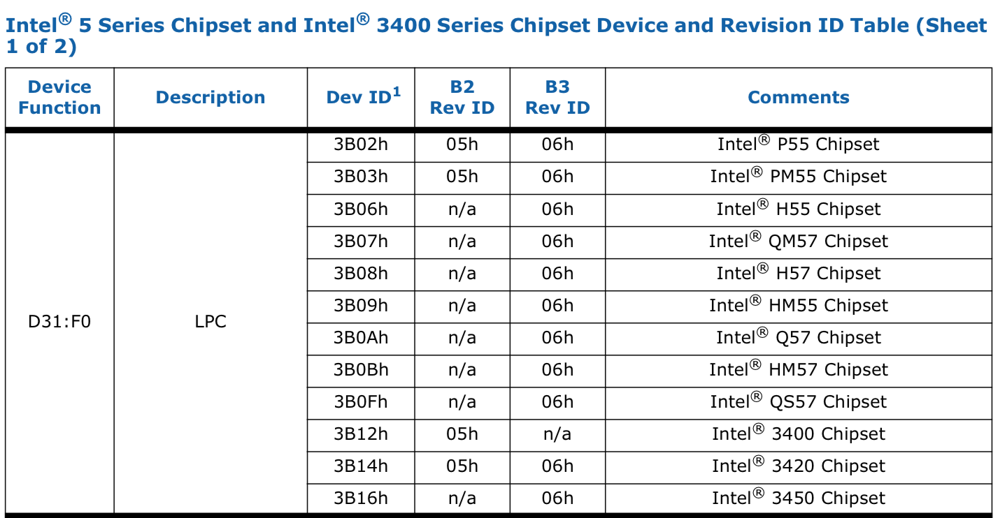 Intel® 5 Series Chipset and Intel® 3400 Series Chipset Device and Revision ID Table (Sheet
1 of 2)
Device Function Description Dev ID1 B2 Rev ID B3 Rev ID Comments
3B02h 05h 06h Intel® P55 Chipset
3B03h 05h 06h Intel® PM55 Chipset
3B06h n/a 06h Intel® H55 Chipset
3B07h n/a 06h Intel® QM57 Chipset
3B08h n/a 06h Intel® H57 Chipset
3B09h n/a 06h Intel® HM55 Chipset
D31:F0 LPC 3B0Ah n/a 06h Intel® Q57 Chipset
3B0Bh n/a 06h Intel® HM57 Chipset
3B0Fh n/a 06h Intel® QS57 Chipset
3B12h 05h n/a Intel® 3400 Chipset
3B14h 05h 06h Intel® 3420 Chipset
3B16h n/a 06h Intel® 3450 Chipset